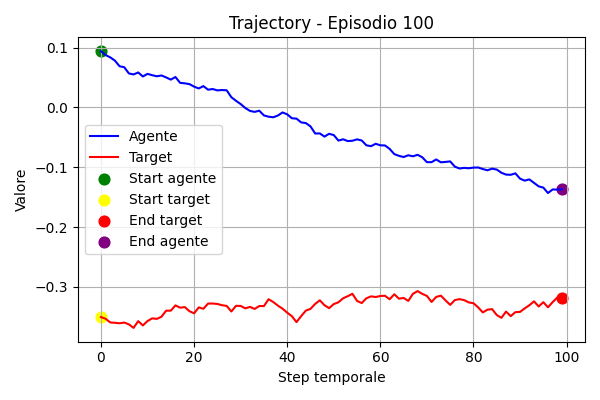 Trajectory - Episodio 100
Valore
0.1
0.0
−0.1
−0.2
−0.3
Agente
Target
Start agente
Start target
End target
End agente
0 20 40 60 80 100
Step temporale